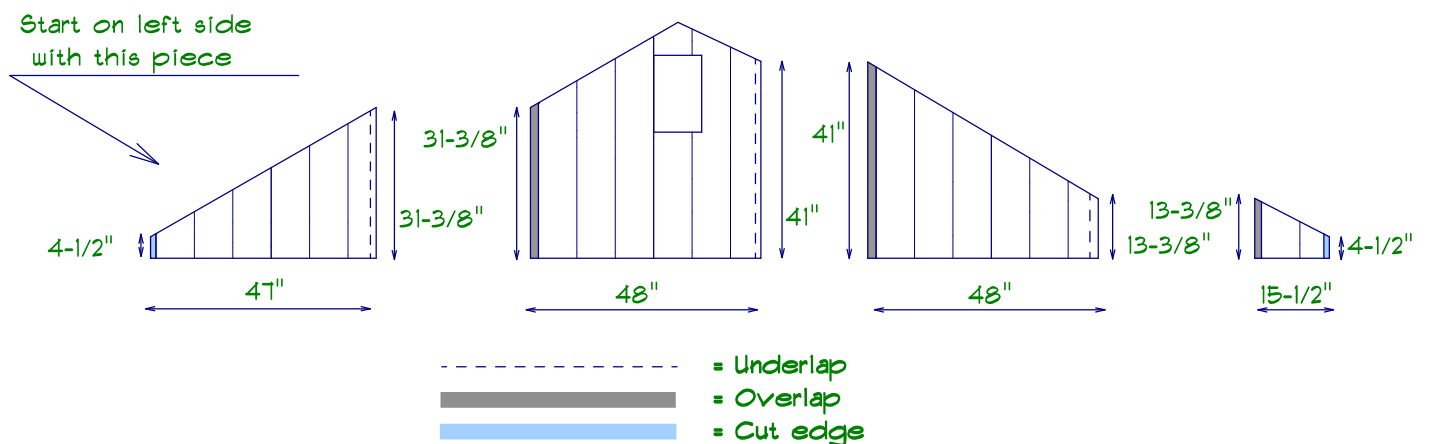 Start on left side
with this piece
31-3/8"
41"
13-3/8"
4-1/2"
31-3/8"
41"
13-3/8"
4-1/2"
47"
48"
48"
15-1/2"
= Underlap
= Overlap
= Cut edge